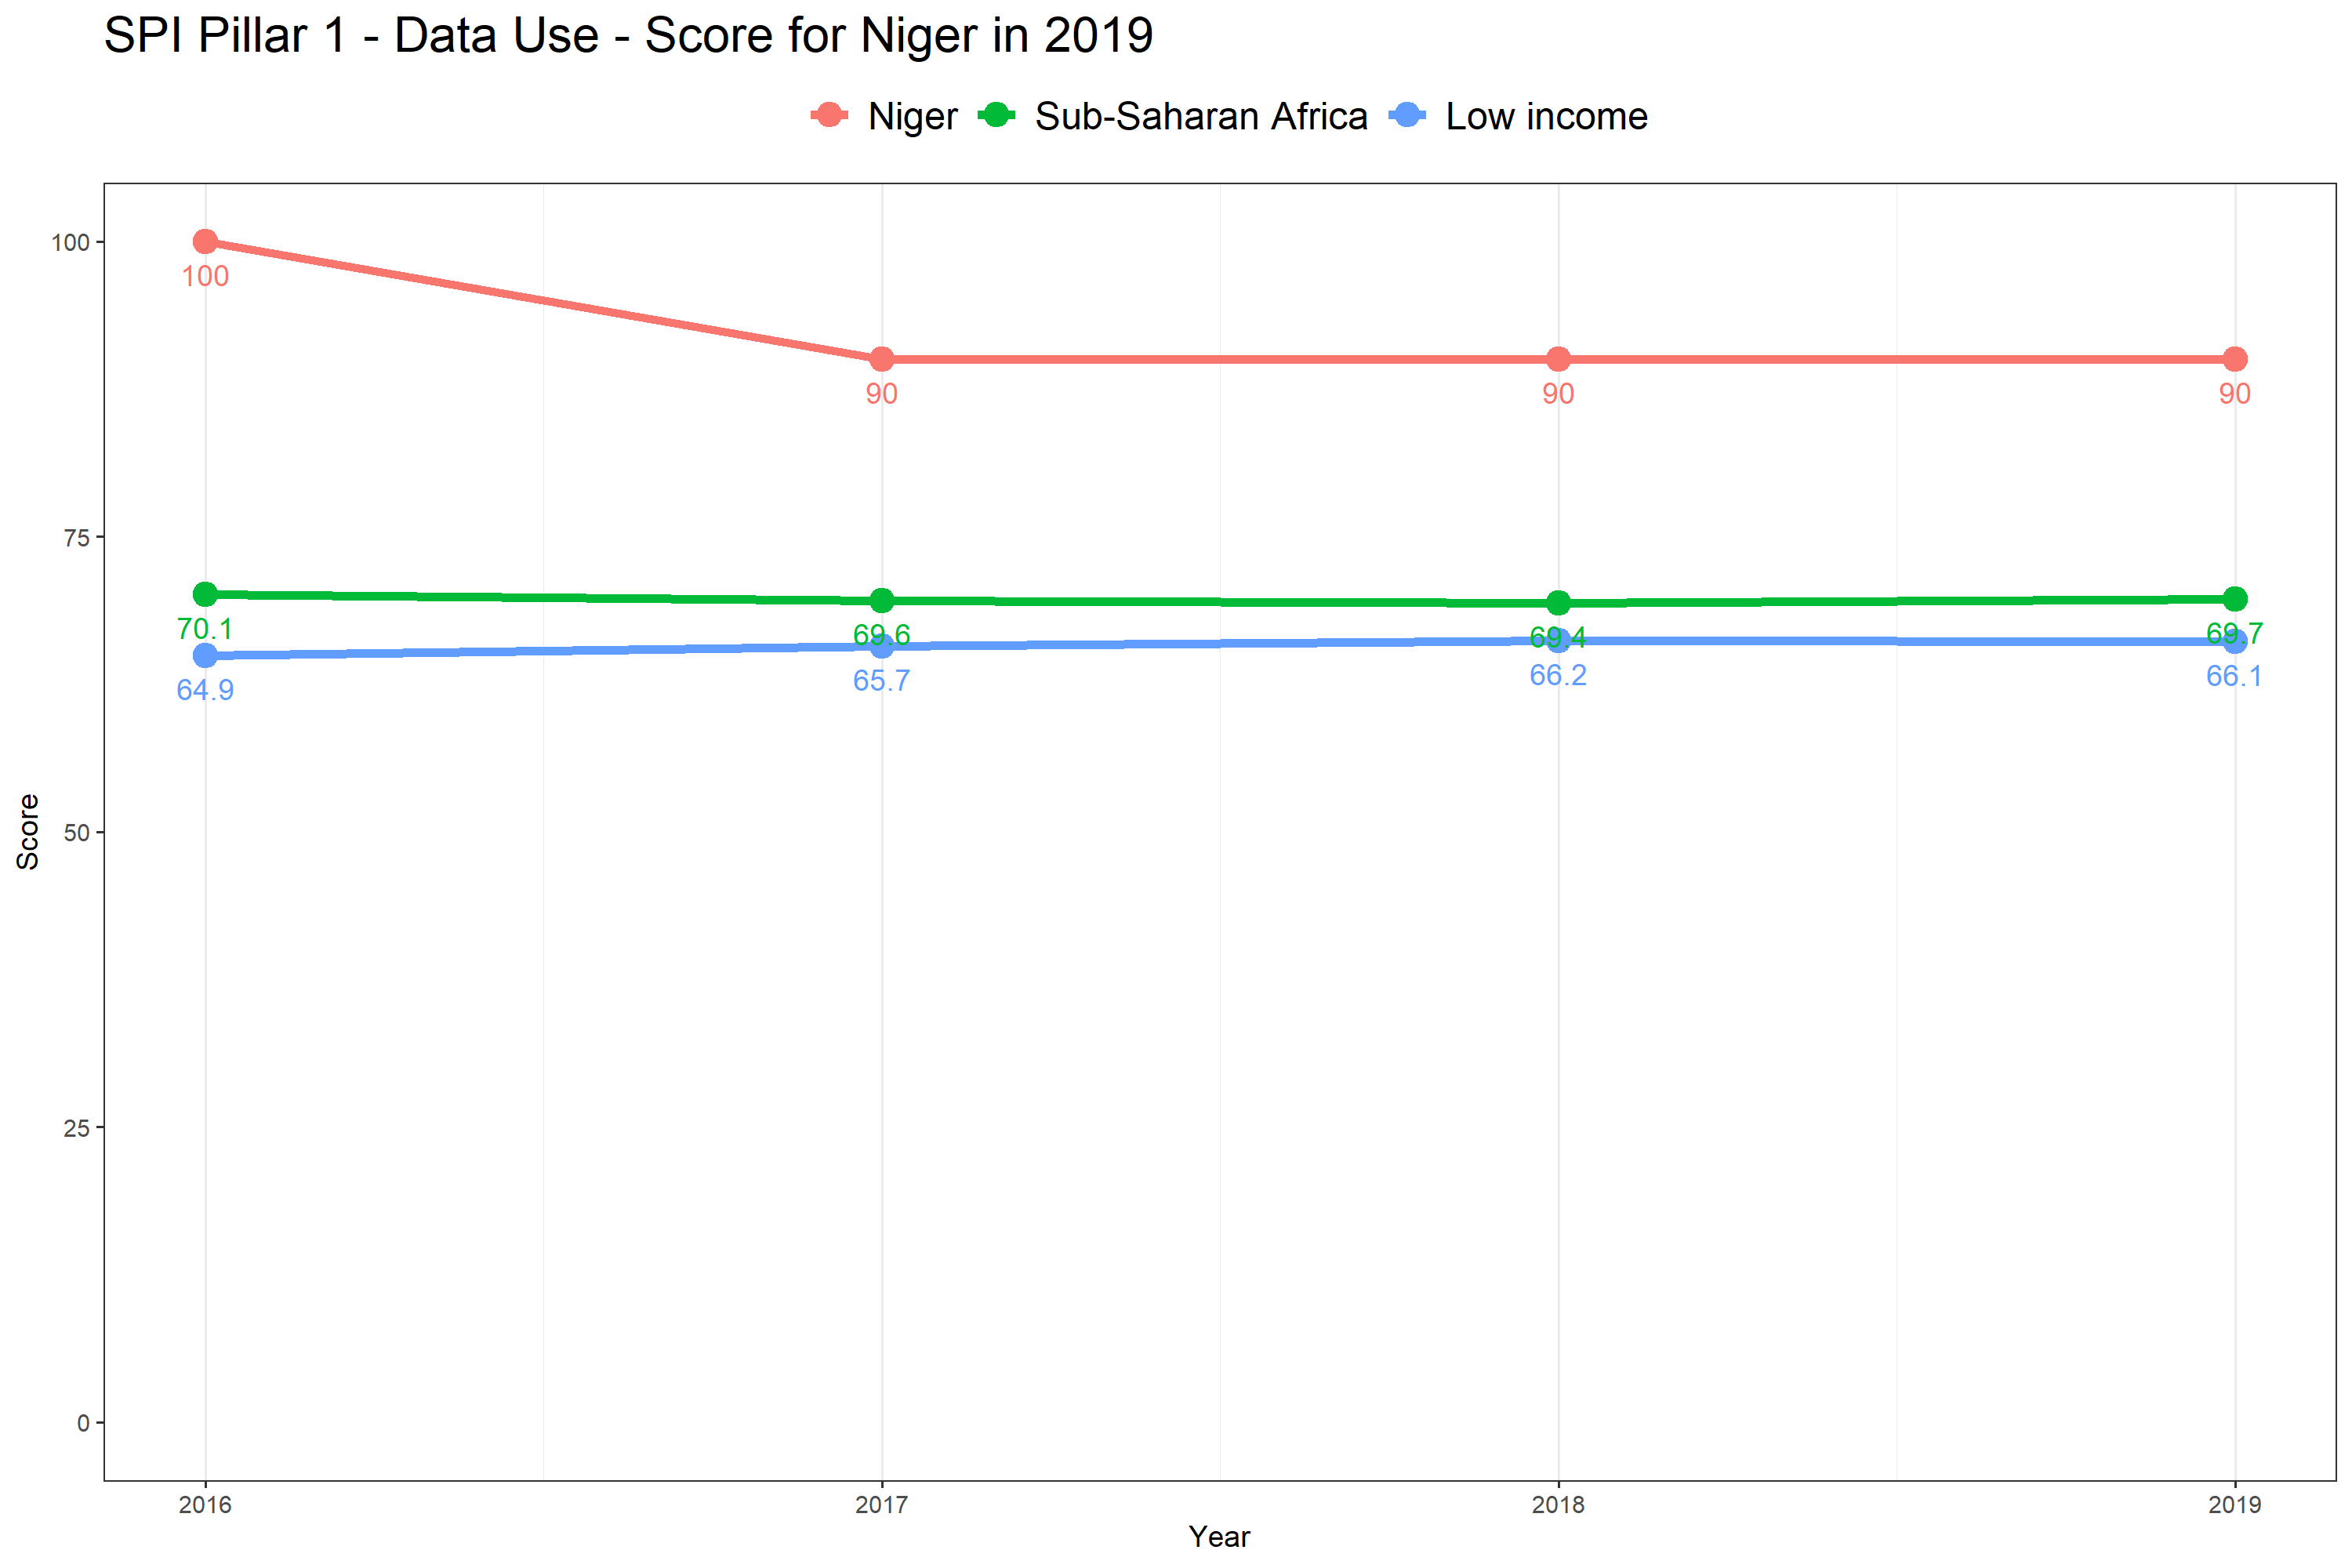 SPI Pillar 1 - Data Use - Score for Niger in 2019
Niger Sub-Saharan Africa Low income
100
100
90 90 90
75
70.1 69.6 69.4 69.7
64.9 65.7 66.2 66.1
Score
50
25
0
2016 2017 2018 2019
Year